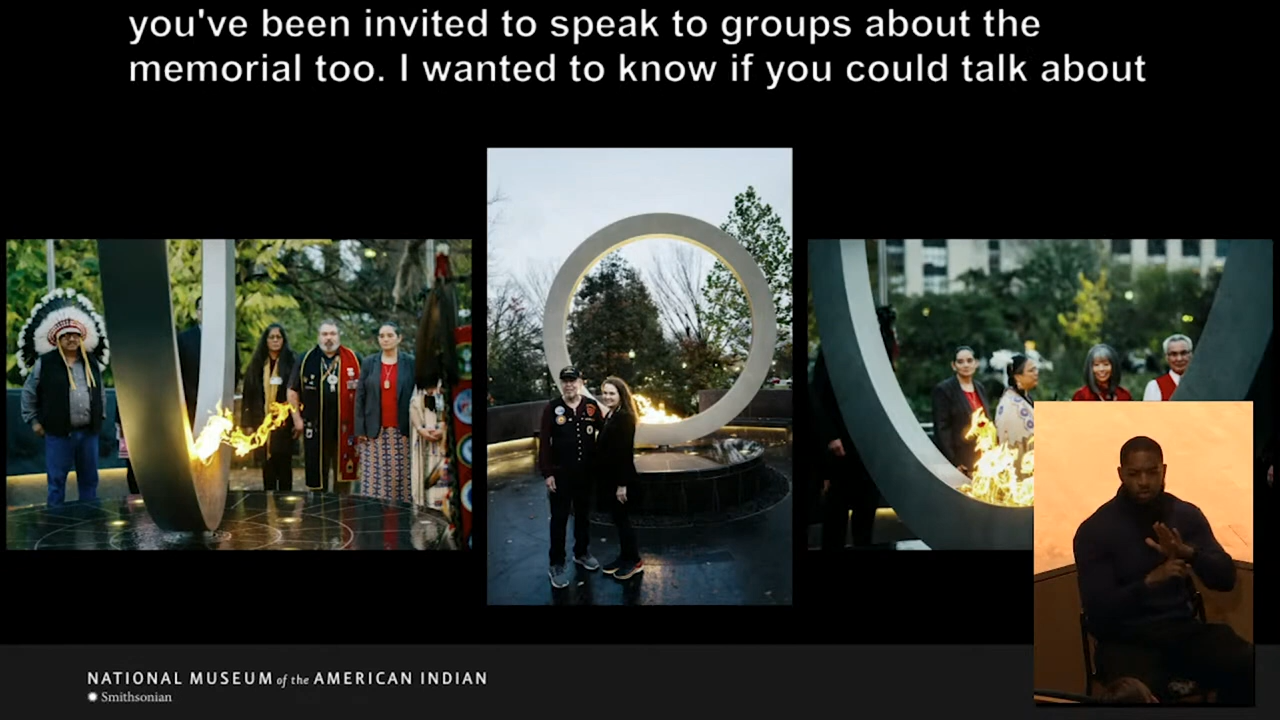 you've been invited to speak to groups about the
memorial too. I wanted to know if you could talk about
NATIONAL MUSEUM of the AMERICAN INDIAN
Smithsonian